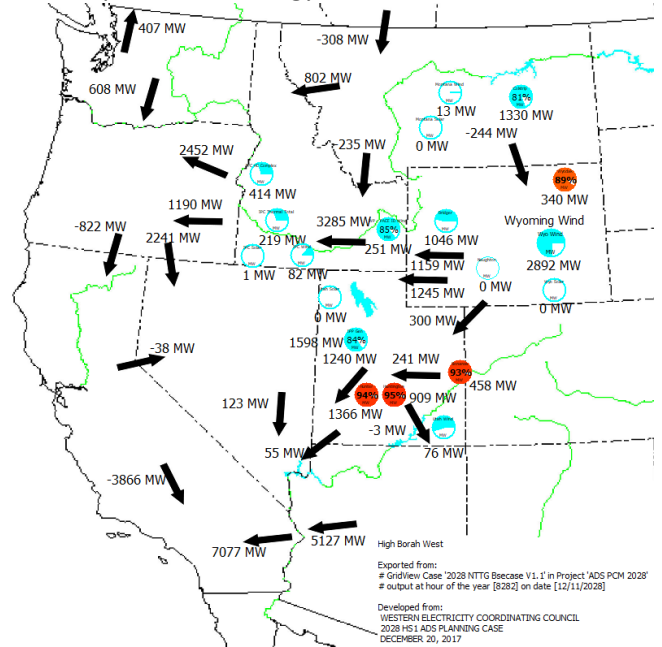 407 MW
-308 MW
608 MW
802 MW
81%
1330 MW
13 MW
0 MW
-244 MW
2452 MW
-235 MW
89%
340 MW
414 MW
1190 MW
3285 MW
85%
Wyoming Wind
-822 MW
2241 MW
219 MW
251 MW
1046 MW
2892 MW
1 MW
82 MW
1159 MW
1245 MW
0 MW
0 MW
0 MW
300 MW
1598 MW
84%
1240 MW
-38 MW
241 MW
93%
458 MW
94%
95%
909 MW
123 MW
1366 MW
-3 MW
76 MW
55 MW
-3866 MW
7077 MW
5127 MW
High Borah West
Exported from:
# GridView Case '2028 NTTG Bsecase V1.1' in Project 'ADS PCM 2028'
# output at hour of the year [8282] on date [12/11/2028]
Developed from:
WESTERN ELECTRICITY COORDINATING COUNCIL
2028 HS1 ADS PLANNING CASE
DECEMBER 20, 2017